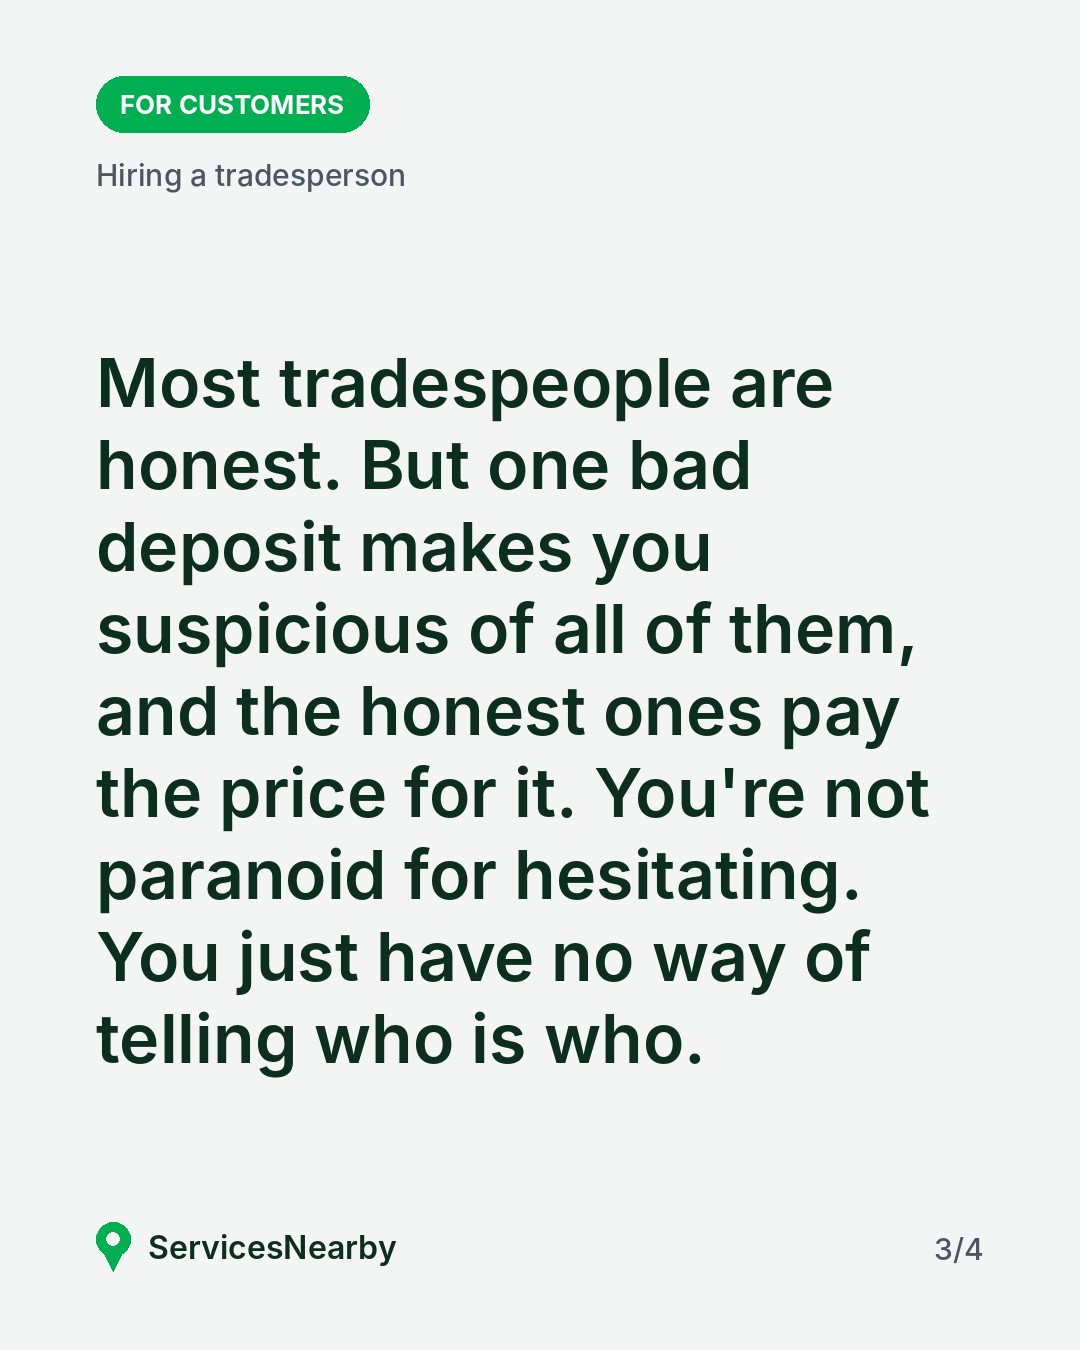 FOR CUSTOMERS
Hiring a tradesperson
Most tradespeople are
honest. But one bad
deposit makes you
suspicious of all of them,
and the honest ones pay
the price for it. You're not
paranoid for hesitating.
You just have no way of
telling who is who.
ServicesNearby
3/4